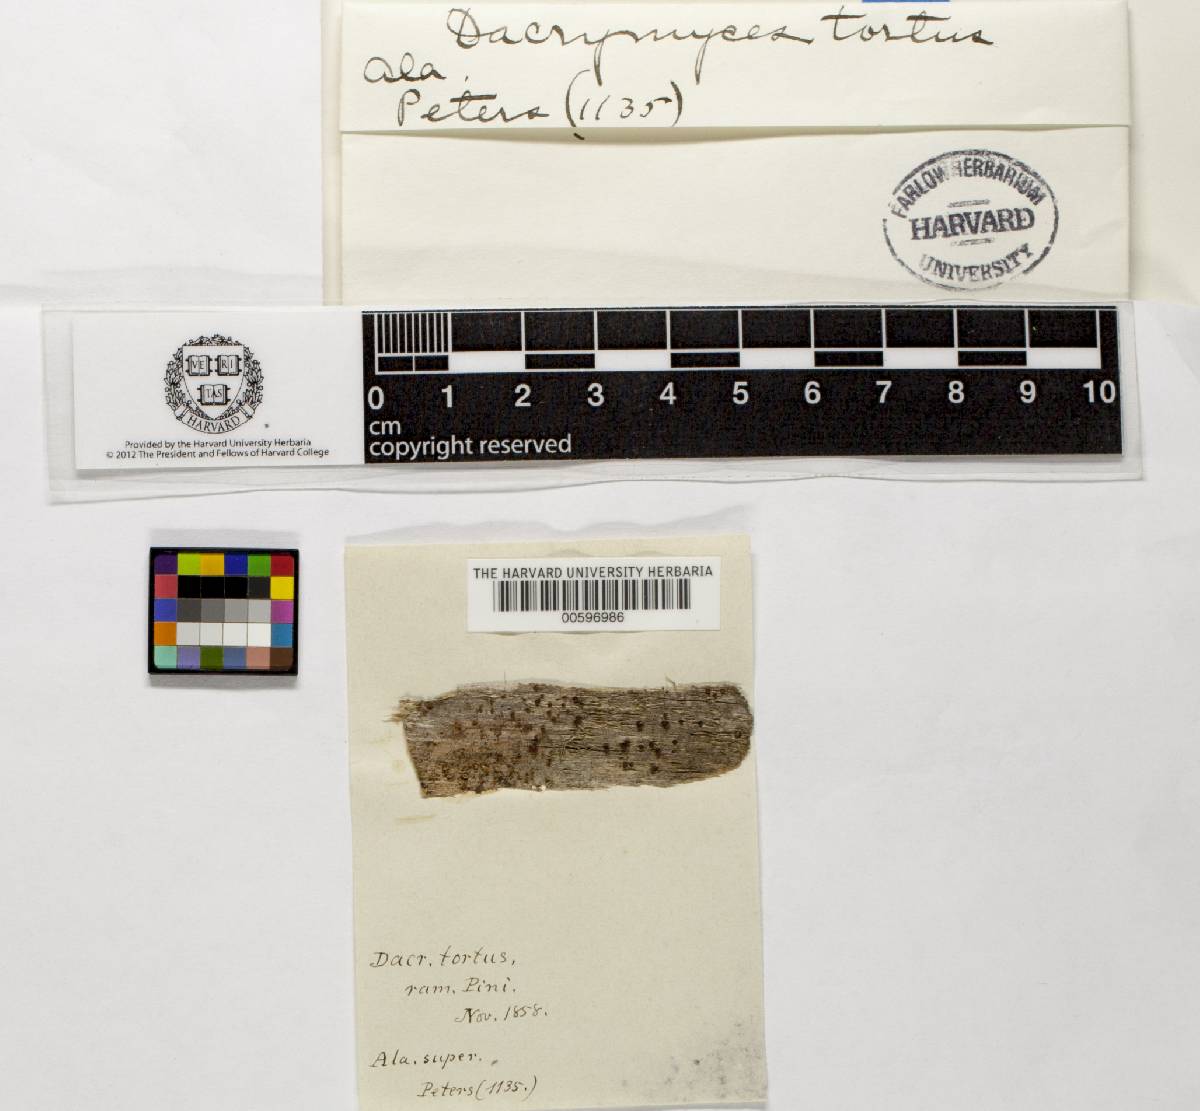 Dacrymyces tortus
Ala.
Peters (1135)
FARLOW HERBARIUM
HARVARD
UNIVERSITY
VE RI
TAS
HARVARD
Provided by the Harvard University Herbaria
© 2012 The President and Fellows of Harvard College
0 1 2 3 4 5 6 7 8 9 10
cm
copyright reserved
THE HARVARD UNIVERSITY HERBARIA
00596986
Dacr. tortus,
ram. Pini.
Nov. 1858.
Ala. super.
Peters (1135.)